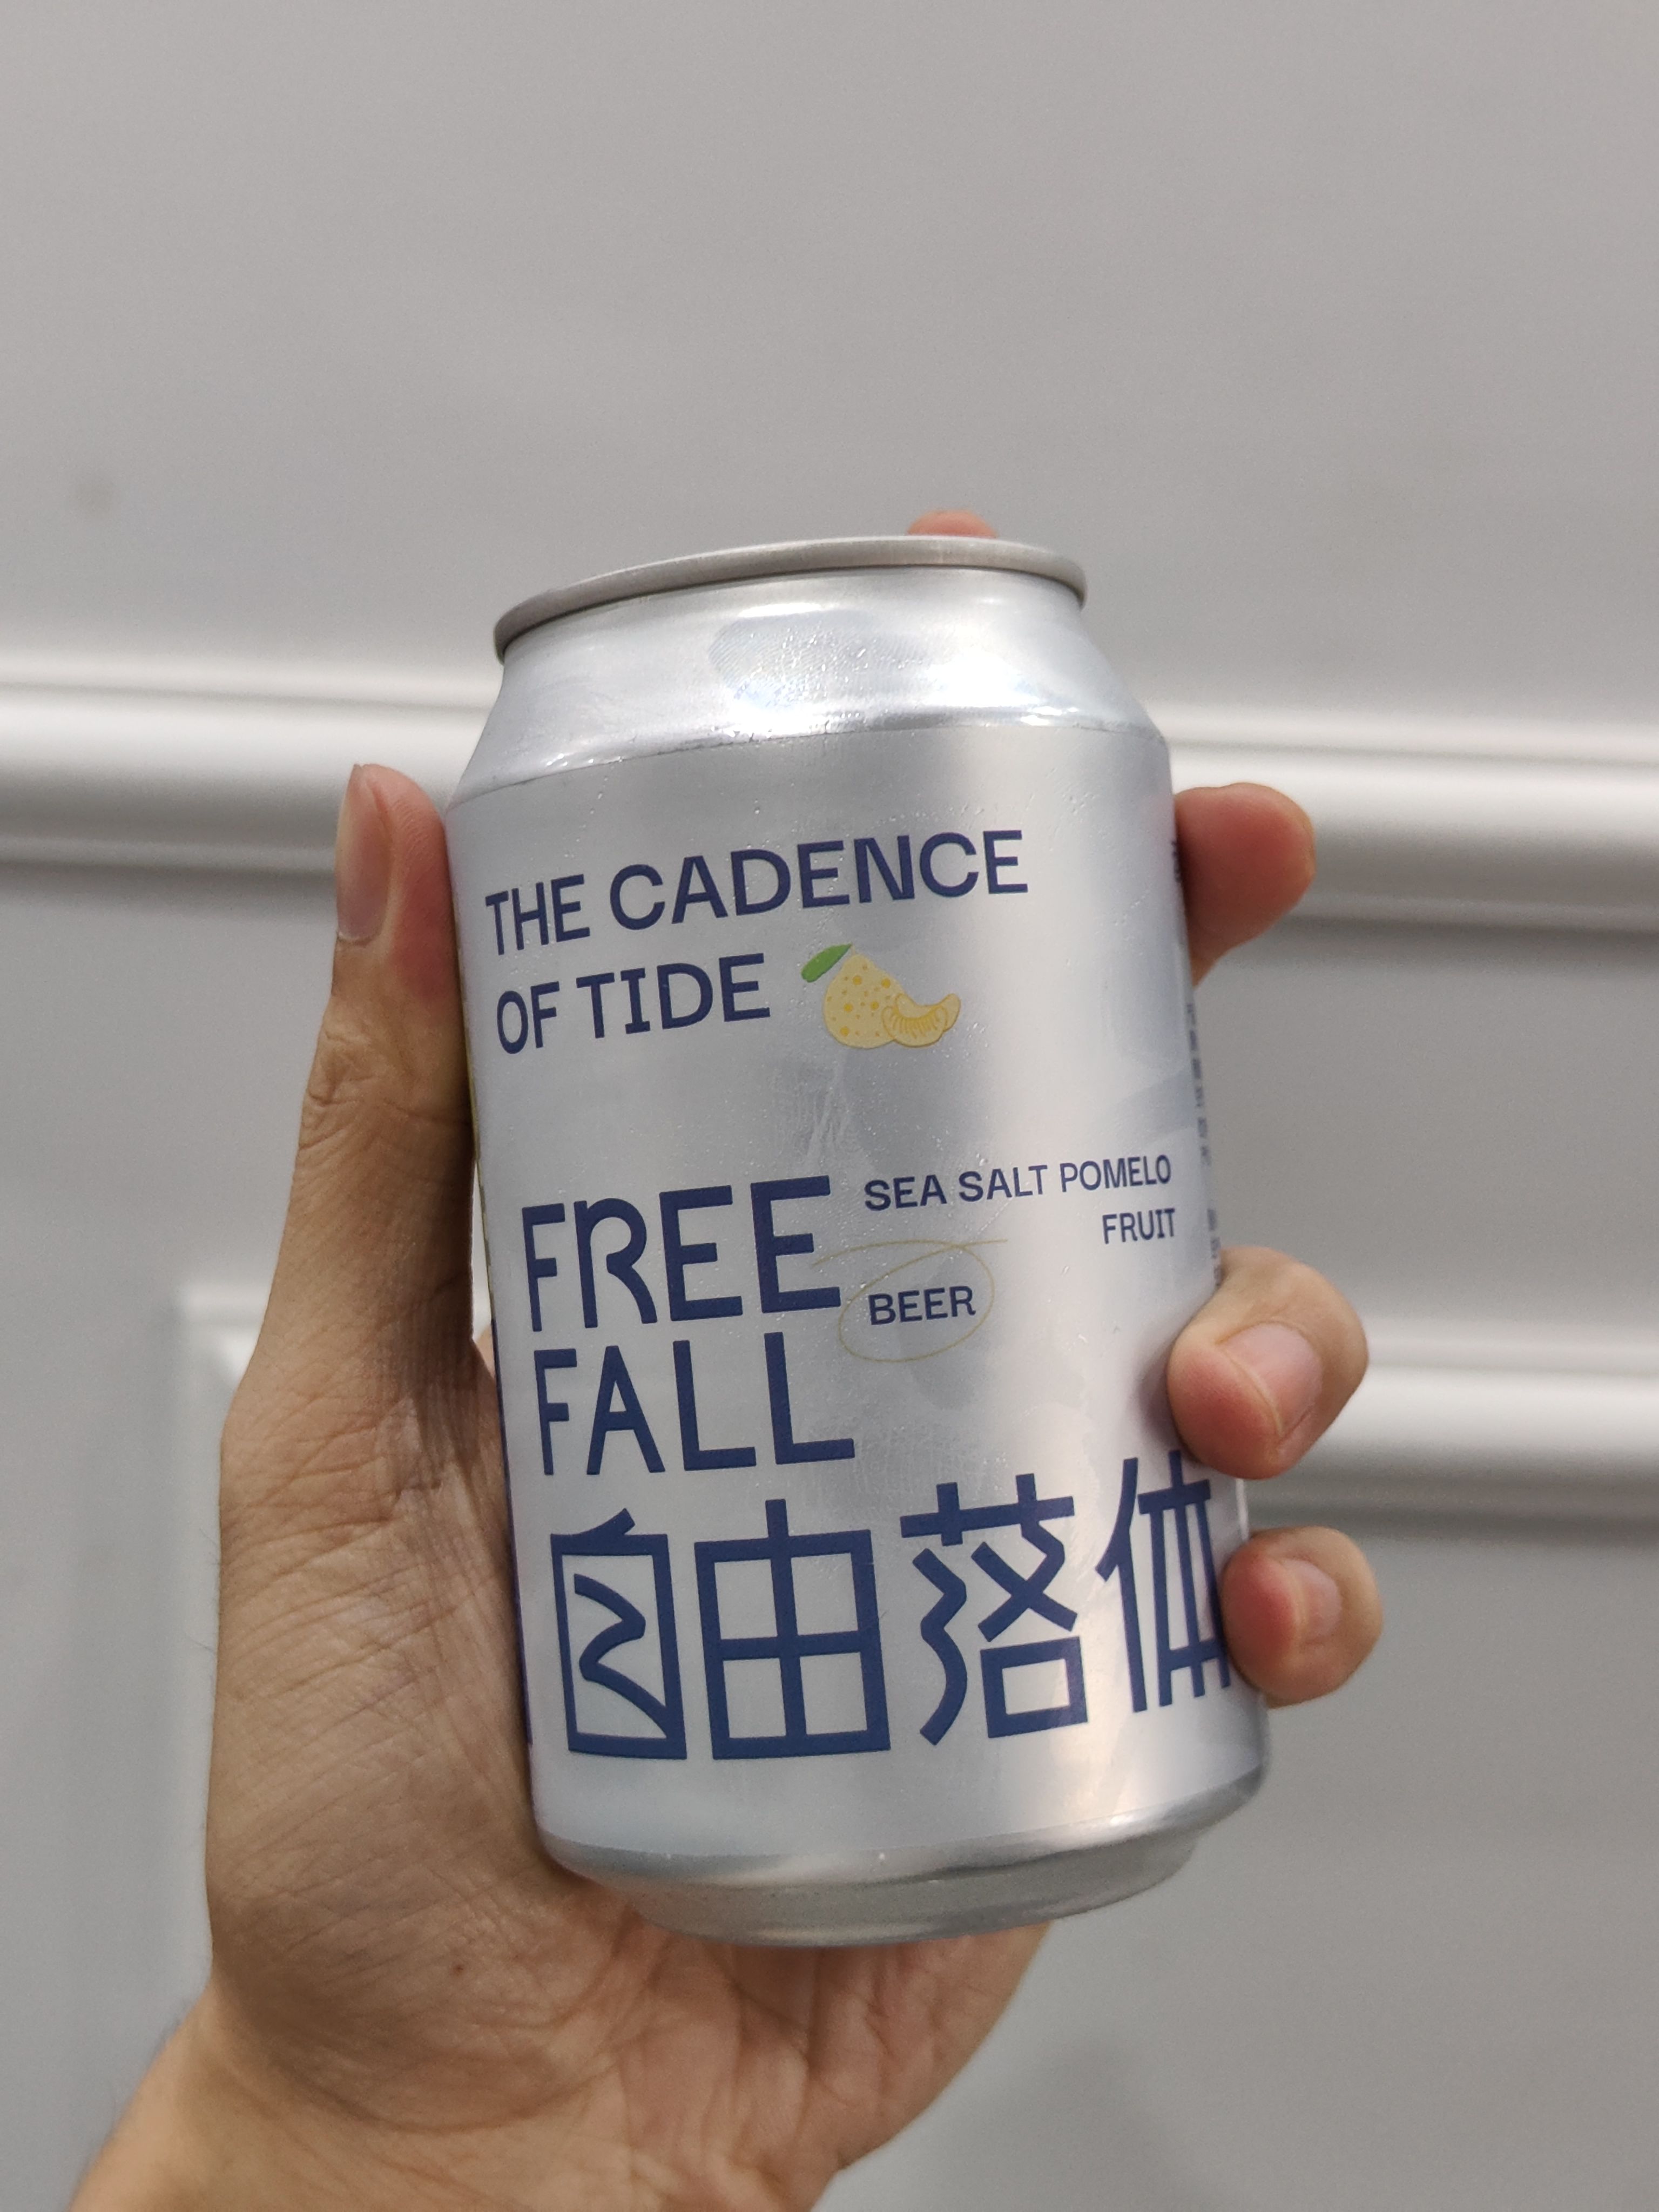 THE CADENCE
OF TIDE
FREE
FALL
SEA SALT POMELO
FRUIT
BEER
自由落体